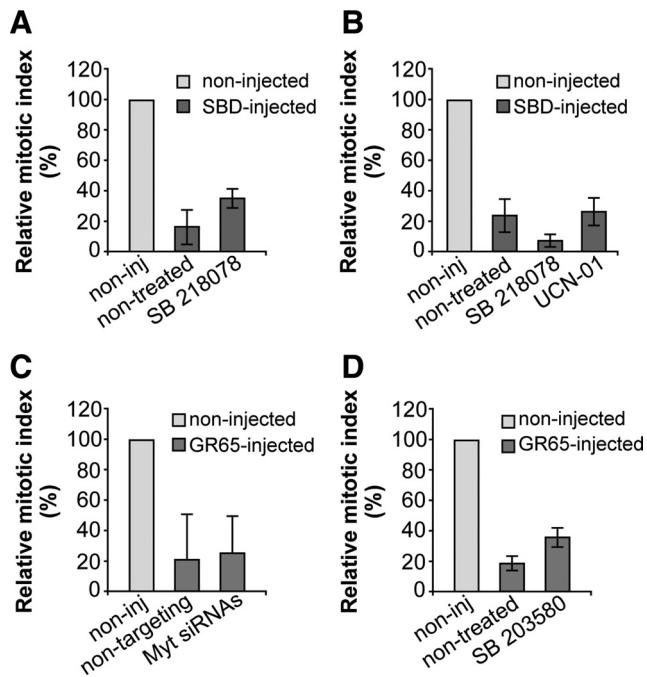 A
Relative mitotic index
(%)
120
100
80
60
40
20
0
non-injected
SBD-injected
non-inj
non-treated
SB 218078
B
Relative mitotic index
(%)
120
100
80
60
40
20
0
non-injected
SBD-injected
non-inj
non-treated
SB 218078
UCN-01
C
Relative mitotic index
(%)
120
100
80
60
40
20
0
non-injected
GR65-injected
non-inj
non-targeting
Myt siRNAs
D
Relative mitotic index
(%)
120
100
80
60
40
20
0
non-injected
GR65-injected
non-inj
non-treated
SB 203580